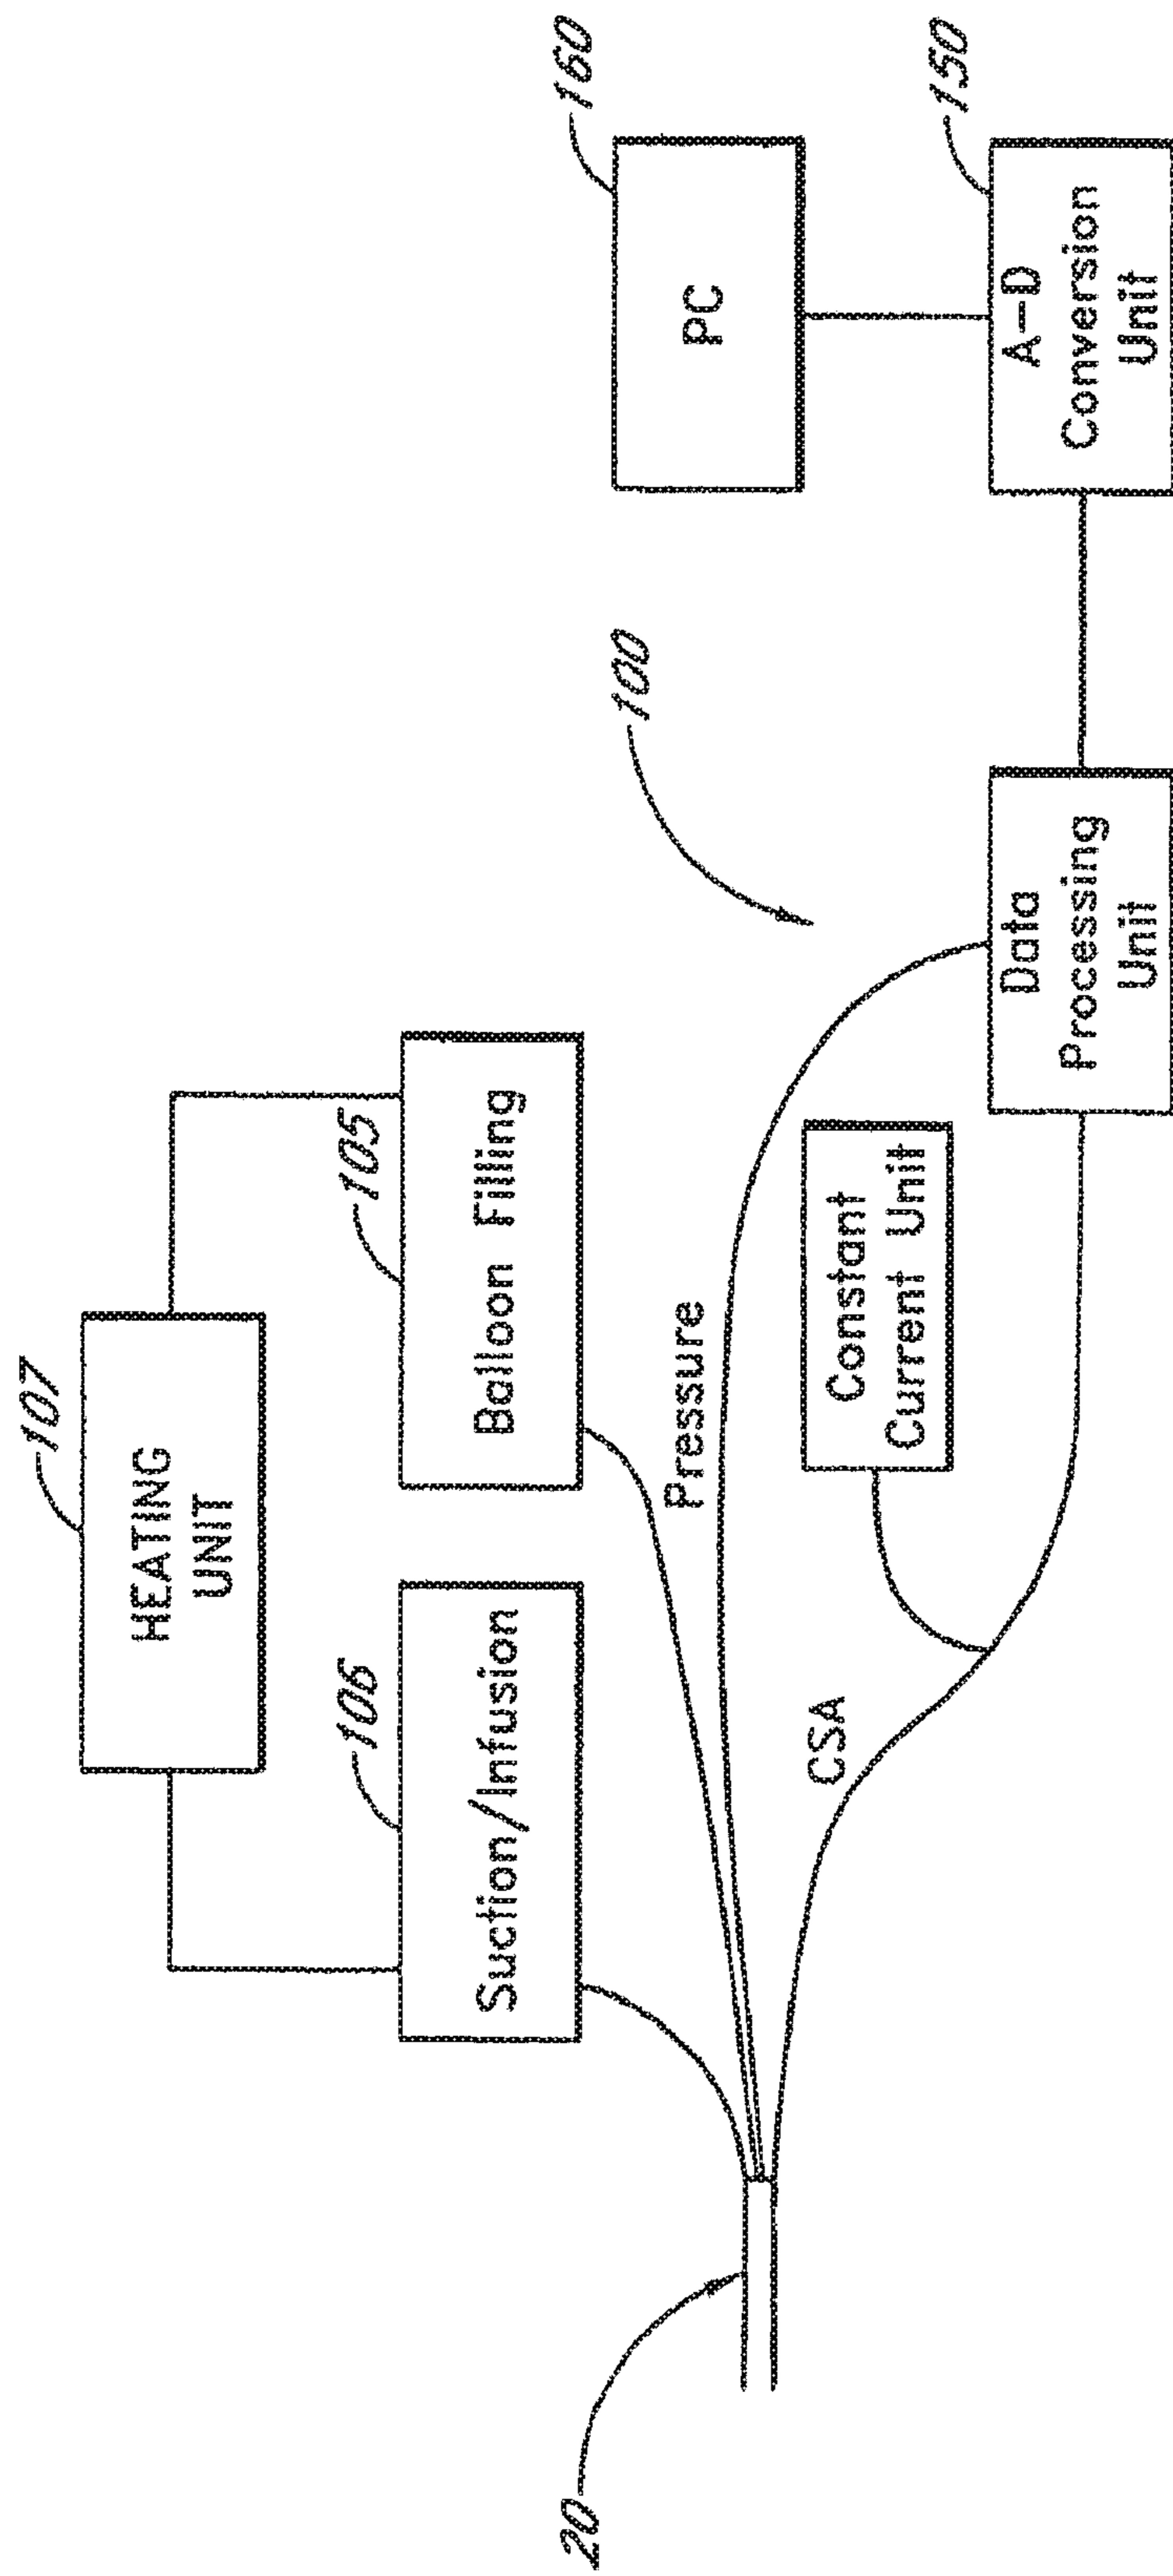 107
HEATING
UNIT
106
Suction/Infusion
105
Balloon Filling
160
PC
100
Pressure
20
CSA
Constant
Current Unit
Data
Processing
Unit
150
A-D
Conversion
Unit